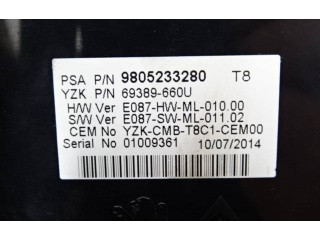 PSA P/N 9805233280 T8
YZK P/N 69389-660U
H/W Ver E087-HW-ML-010.00
S/W Ver E087-SW-ML-011.02
CEM No YZK-CMB-T8C1-CEM00
Serial No 01009361 10/07/2014